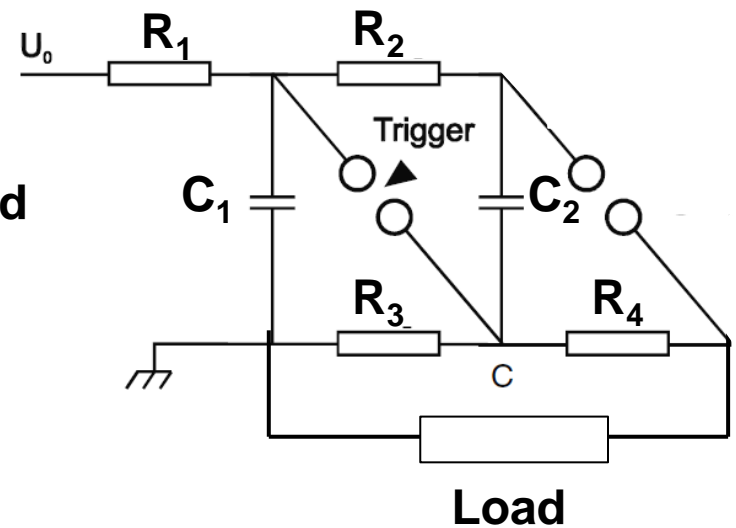 U₀
R₁
R₂
Trigger
d
C₁
C₂
R₃
R₄
C
Load